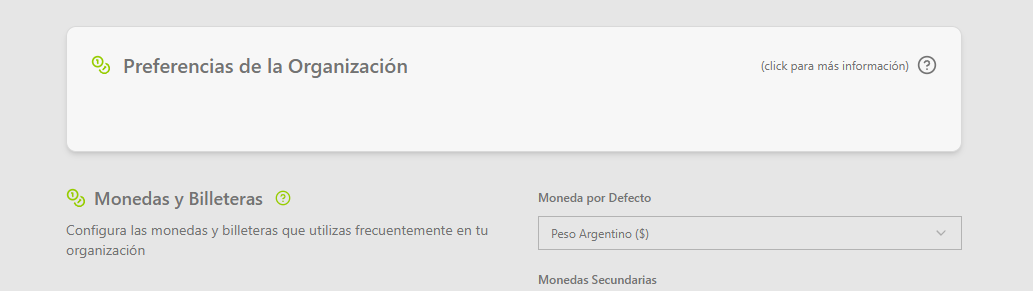 Preferencias de la Organización
(click para más información)
Monedas y Billeteras
Configura las monedas y billeteras que utilizas frecuentemente en tu
organización
Moneda por Defecto
Peso Argentino ($)
Monedas Secundarias